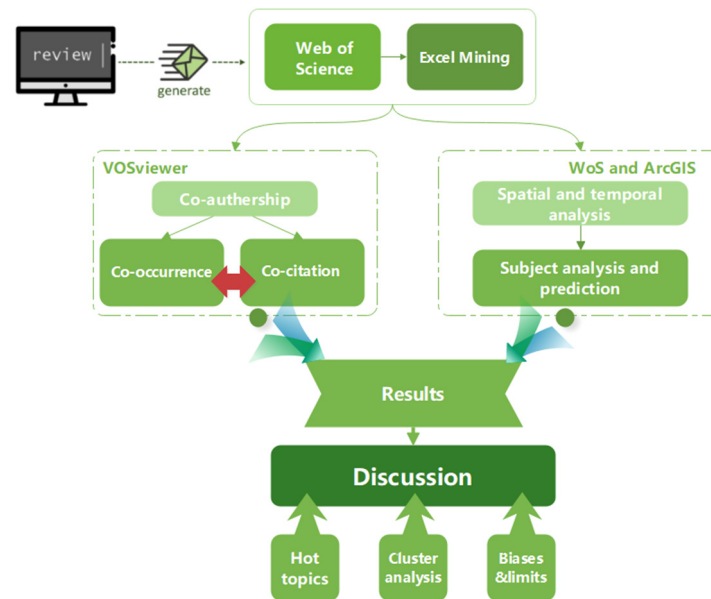 review
generate
Web of
Science
Excel Mining
VOSviewer
Co-authership
Co-occurrence
Co-citation
WoS and ArcGIS
Spatial and temporal
analysis
Subject analysis and
prediction
Results
Discussion
Hot
topics
Cluster
analysis
Biases
&limits